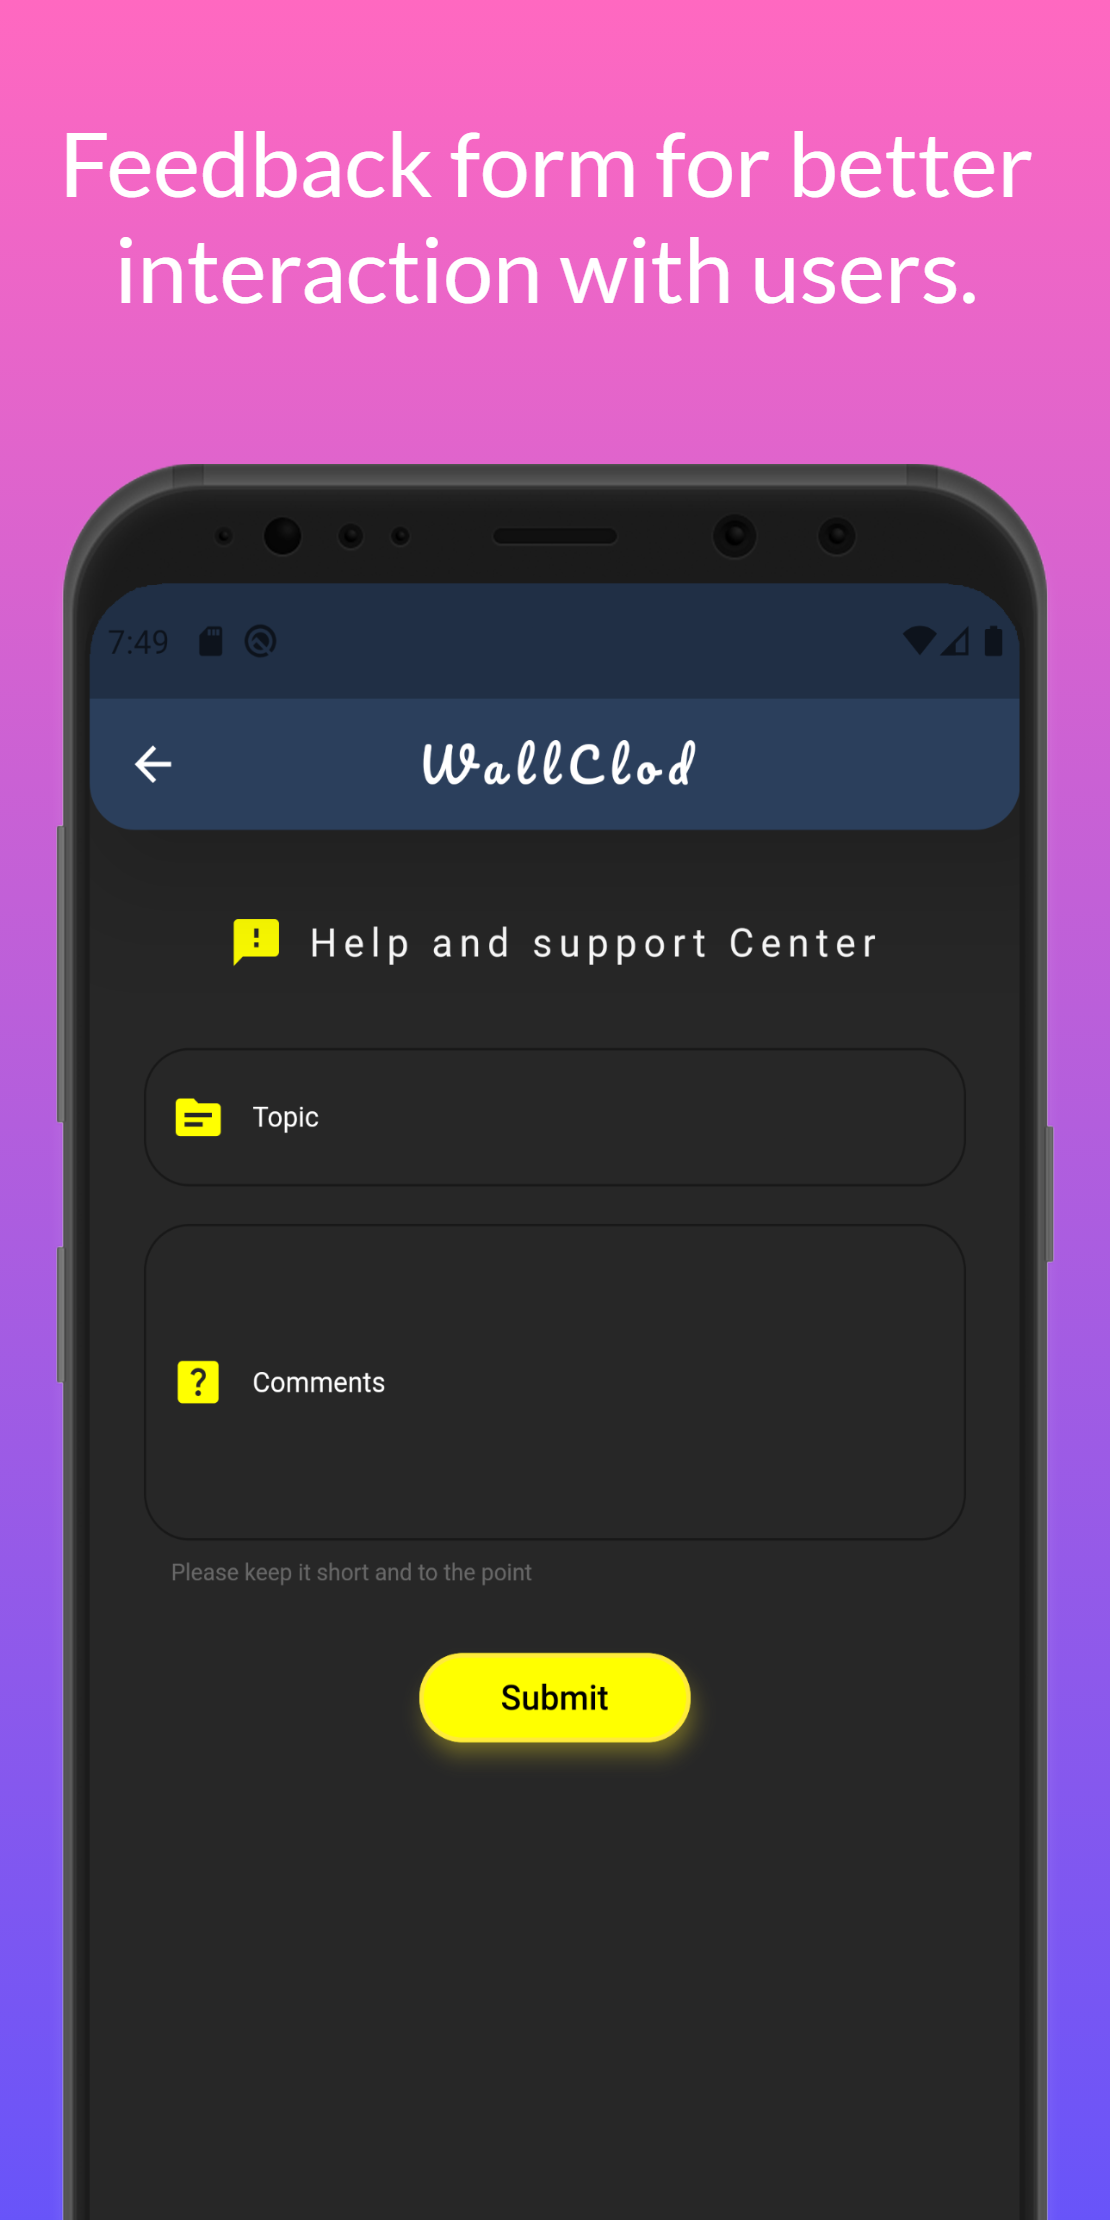 Feedback form for better
interaction with users.
7:49
WallClod
Help and support Center
Topic
Comments
Please keep it short and to the point
Submit